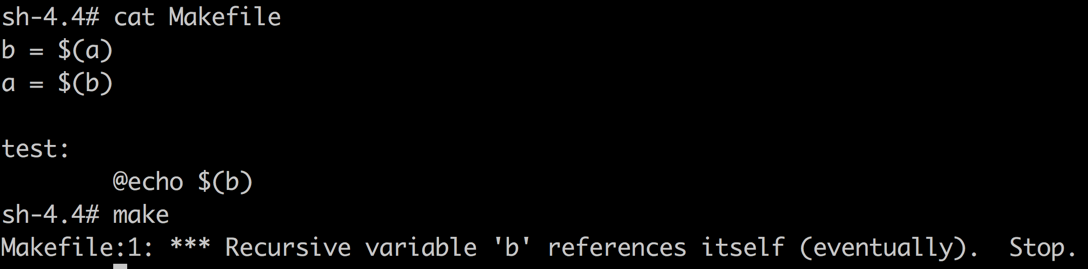 sh-4.4# cat Makefile
b = $(a)
a = $(b)
test:
        @echo $(b)
sh-4.4# make
Makefile:1: *** Recursive variable 'b' references itself (eventually).  Stop.